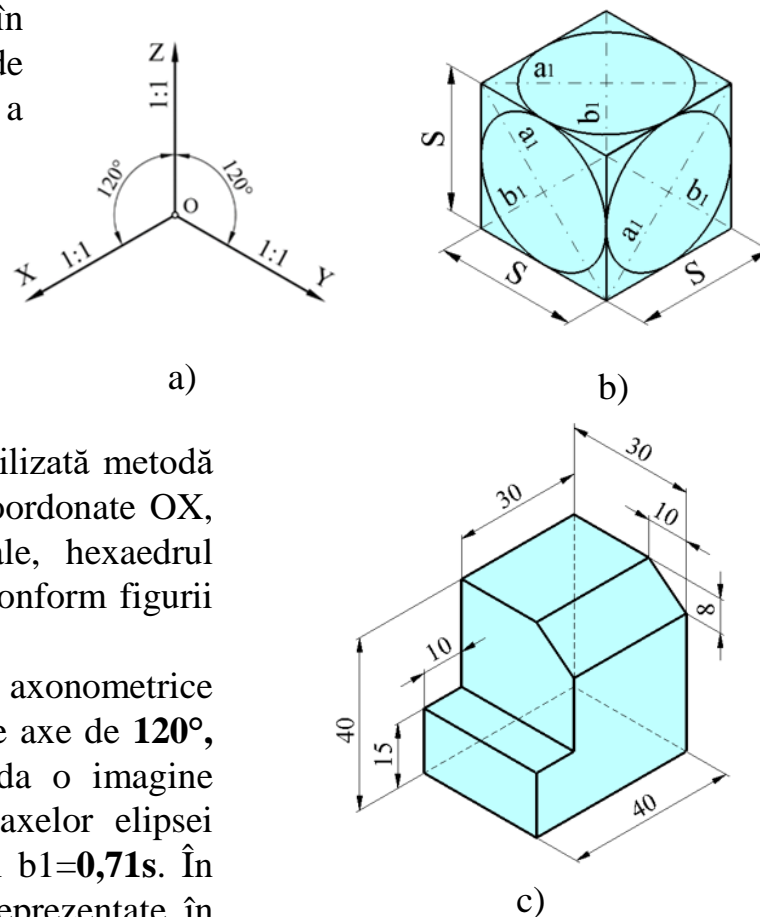 în
de
a
Z
1:1
120°
120°
O
X
1:1
1:1
Y
a)
a1
b1
a1
b1
a1
b1
S
S
S
b)
ilizată metodă
oordonate OX,
ale, hexaedrul
onform figurii
axonometrice
e axe de 120°,
da o imagine
axelor elipsei
b1=0,71s. În
eprezentate în
30
30
10
8
10
40
15
40
c)